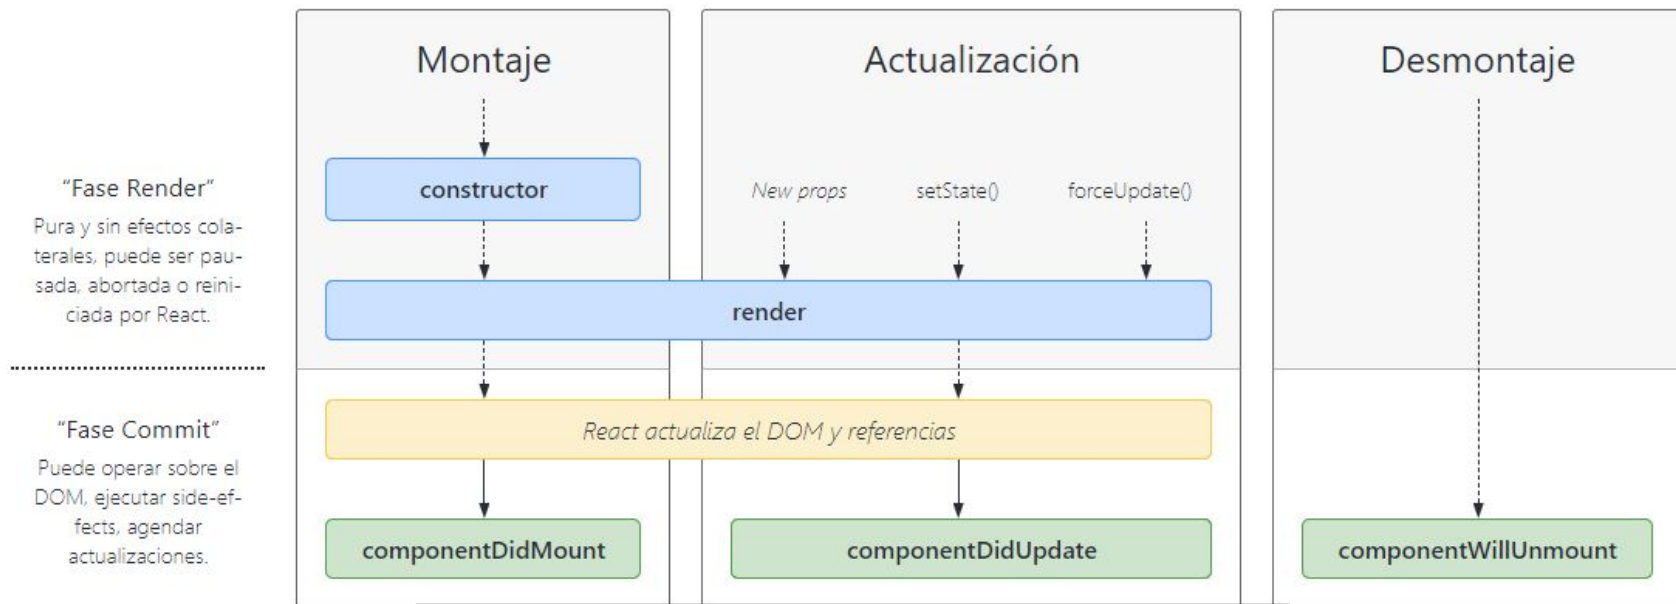 Montaje
Actualización
Desmontaje
“Fase Render”
Pura y sin efectos cola-
terales, puede ser pau-
sada, abortada o reini-
ciada por React.
constructor
New props
setState()
forceUpdate()
render
“Fase Commit”
Puede operar sobre el
DOM, ejecutar side-ef-
fects, agendar
actualizaciones.
React actualiza el DOM y referencias
componentDidMount
componentDidUpdate
componentWillUnmount